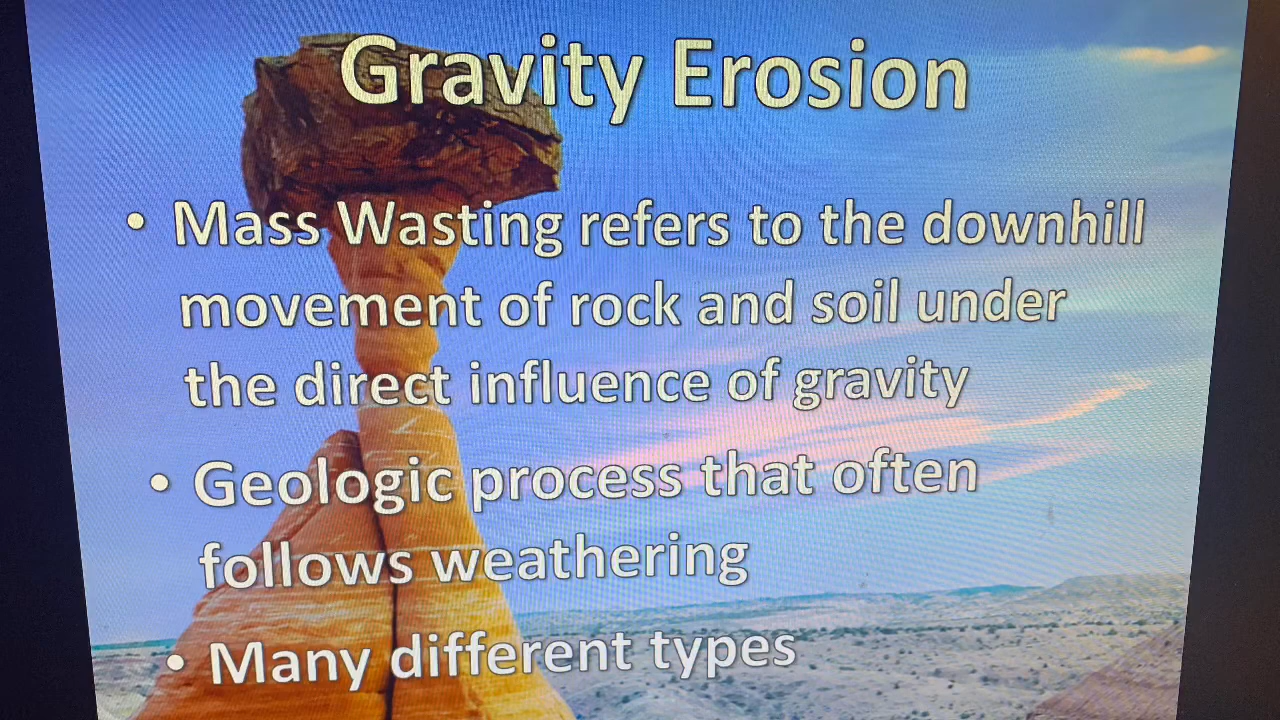 Gravity Erosion
• Mass Wasting refers to the downhill
movement of rock and soil under
the direct influence of gravity
• Geologic process that often
follows weathering
• Many different types